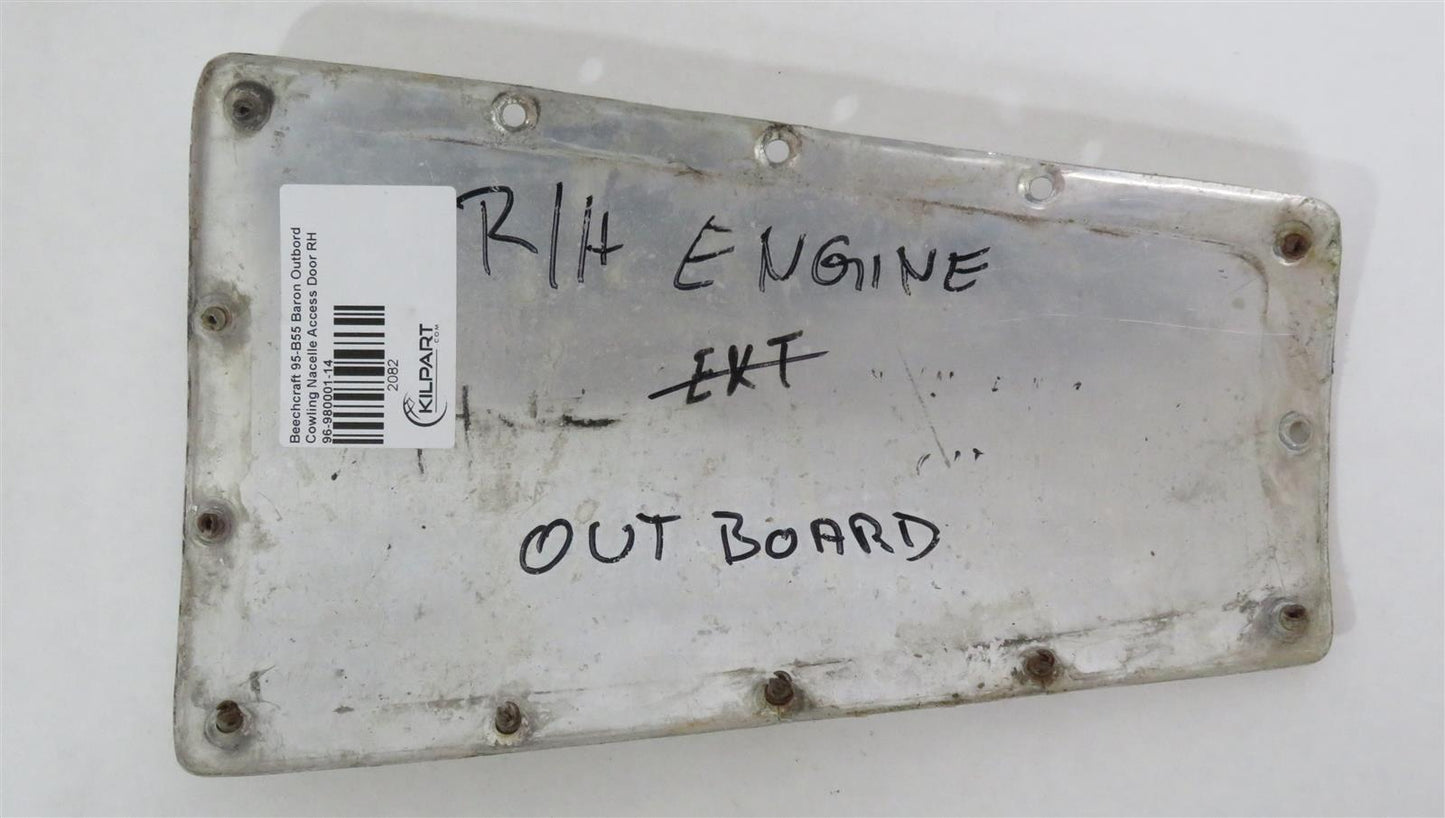 Beechcraft 95-B55 Baron Outbord
Cowling Nacelle Access Door RH
96-980001-14
2082
KILPART
.COM
R/H ENGINE
EXT
OUT BOARD